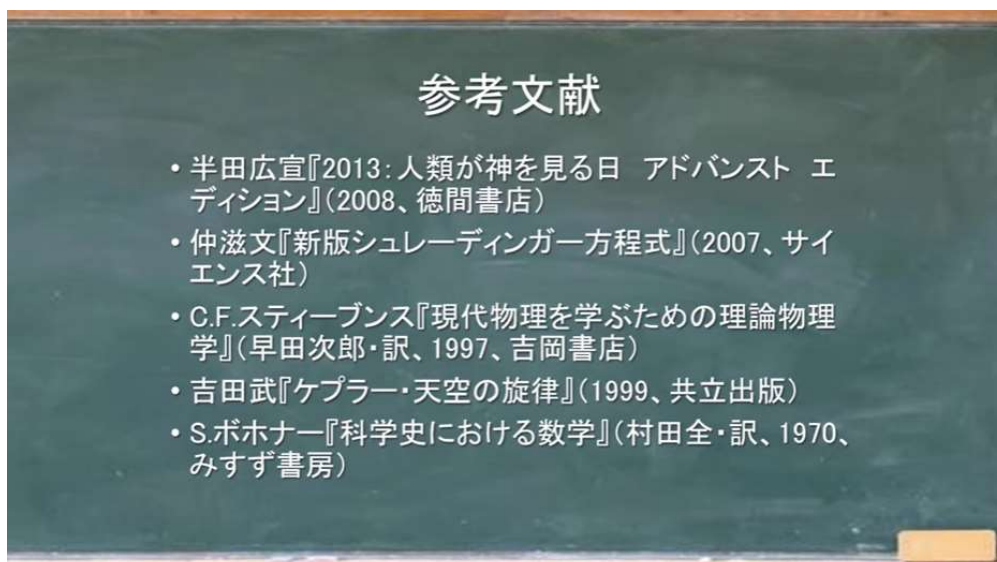 参考文献
• 半田広宣『2013：人類が神を見る日　アドバンスト　エ
ディション』（2008、徳間書店）
• 仲滋文『新版シュレーディンガー方程式』（2007、サイ
エンス社）
• C.F.スティーブンス『現代物理を学ぶための理論物理
学』（早田次郎・訳、1997、吉岡書店）
• 吉田武『ケプラー・天空の旋律』（1999、共立出版）
• S.ボホナー『科学史における数学』（村田全・訳、1970、
みすず書房）